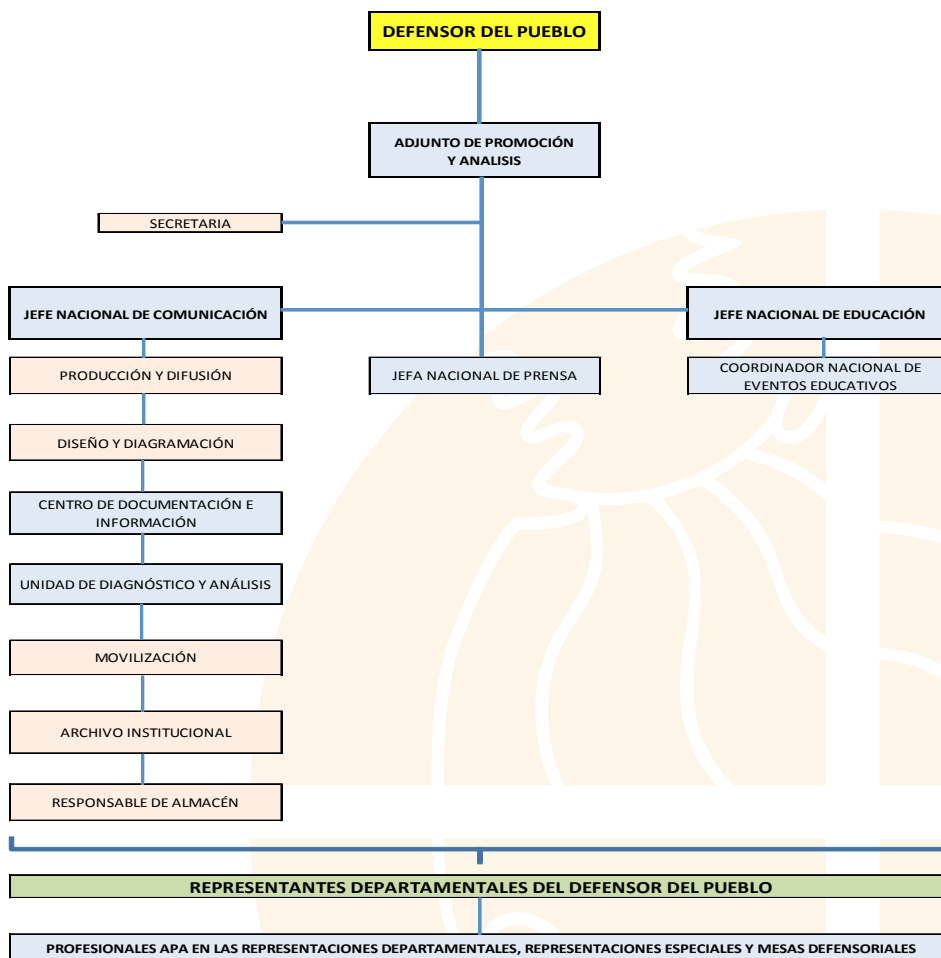 DEFENSOR DEL PUEBLO
ADJUNTO DE PROMOCIÓN
Y ANALISIS
SECRETARIA
JEFE NACIONAL DE COMUNICACIÓN
JEFE NACIONAL DE EDUCACIÓN
PRODUCCIÓN Y DIFUSIÓN
JEFA NACIONAL DE PRENSA
COORDINADOR NACIONAL DE
EVENTOS EDUCATIVOS
DISEÑO Y DIAGRAMACIÓN
CENTRO DE DOCUMENTACIÓN E
INFORMACIÓN
UNIDAD DE DIAGNÓSTICO Y ANÁLISIS
MOVILIZACIÓN
ARCHIVO INSTITUCIONAL
RESPONSABLE DE ALMACÉN
REPRESENTANTES DEPARTAMENTALES DEL DEFENSOR DEL PUEBLO
PROFESIONALES APA EN LAS REPRESENTACIONES DEPARTAMENTALES, REPRESENTACIONES ESPECIALES Y MESAS DEFENSORIALES